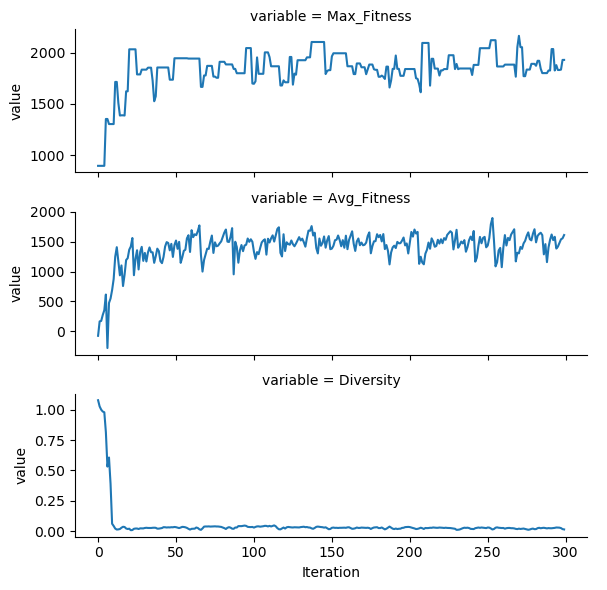 variable = Max_Fitness
2000
1500
1000
value
variable = Avg_Fitness
2000
1500
1000
500
0
value
variable = Diversity
1.00
0.75
0.50
0.25
0.00
value
0 50 100 150 200 250 300
Iteration